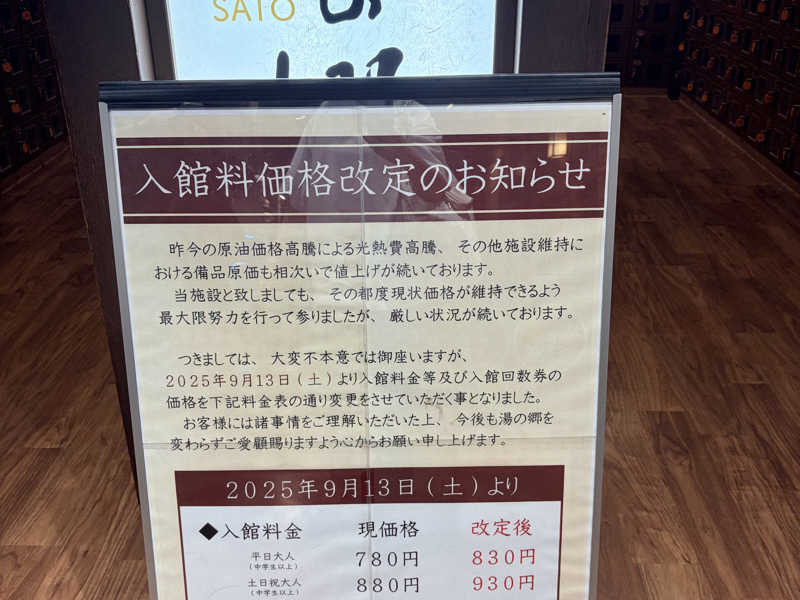 SATO
入館料価格改定のお知らせ
昨今の原油価格高騰による光熱費高騰、その他施設維持に
おける備品原価も相次いで値上げが続いております。
当施設と致しましても、その都度現状価格が維持できるよう
最大限努力を行って参りましたが、厳しい状況が続いております。
つきましては、大変不本意では御座いますが、
2025年9月13日(土)より入館料金等及び入館回数券の
価格を下記料金表の通り変更をさせていただく事となりました。
お客様には諸事情をご理解いただいた上、今後も湯の郷を
変わらずご愛顧賜りますよう心からお願い申し上げます。
2025年9月13日(土)より
◆入館料金 現価格 改定後
平日大人 780円 830円
(中学生以上)
土日祝大人 880円 930円
(中学生以上)